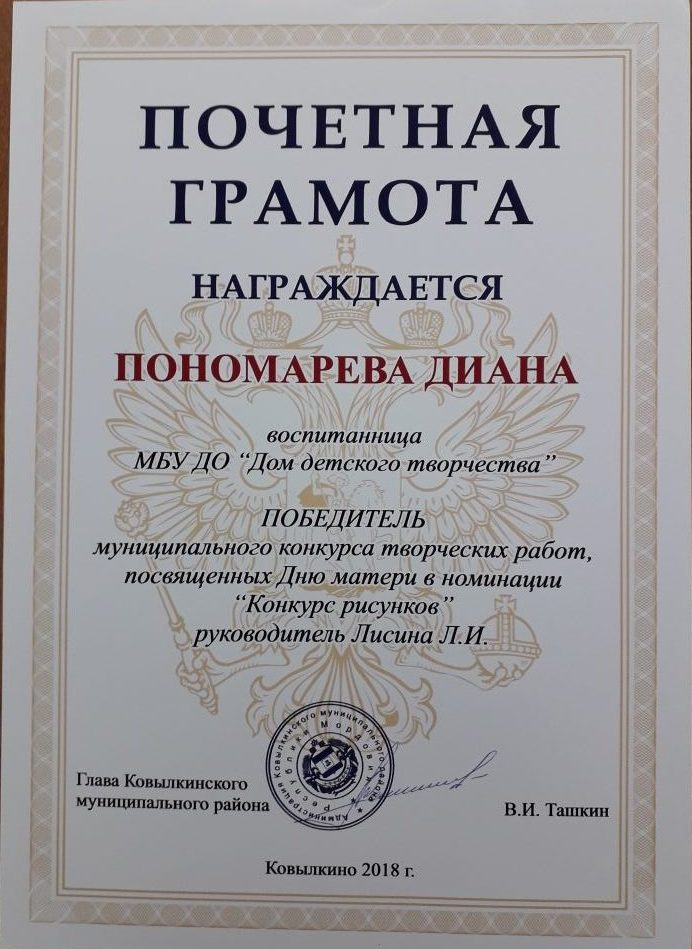 ПОЧЕТНАЯ
ГРАМОТА
НАГРАЖДАЕТСЯ
ПОНОМАРЕВА ДИАНА
воспитанница
МБУ ДО “Дом детского творчества”
ПОБЕДИТЕЛЬ
муниципального конкурса творческих работ,
посвященных Дню матери в номинации
“Конкурс рисунков”
руководитель Лисина Л.И.
Администрация Ковылкинского муниципального района
Республики Мордовия
Глава Ковылкинского
муниципального района
В.И. Ташкин
Ковылкино 2018 г.